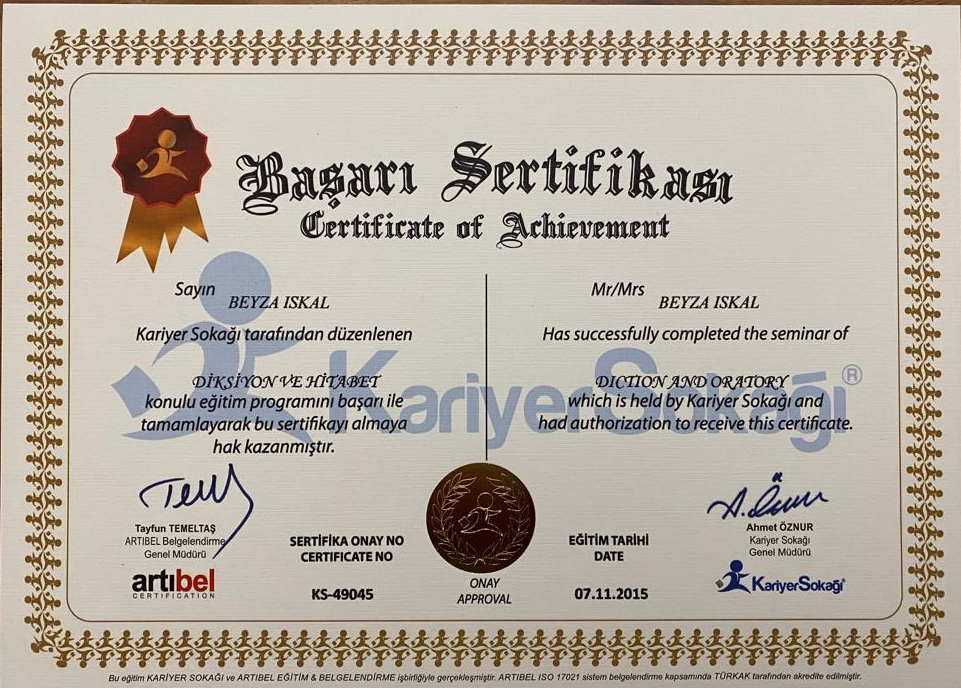 Başarı Sertifikası
Certificate of Achievement
Sayın
BEYZA ISKAL
Kariyer Sokağı tarafından düzenlenen
DİKSİYON VE HİTABET
konulu eğitim programını başarı ile
tamamlayarak bu sertifikayı almaya
hak kazanmıştır.
Mr/Mrs
BEYZA ISKAL
Has successfully completed the seminar of
DICTION AND ORATORY
which is held by Kariyer Sokağı and
had authorization to receive this certificate.
KariyerSokağı®
Tayfun TEMELTAŞ
ARTIBEL Belgelendirme
Genel Müdürü
artıbel
CERTIFICATION
SERTİFİKA ONAY NO
CERTIFICATE NO
KS-49045
ONAY
APPROVAL
EĞİTİM TARİHİ
DATE
07.11.2015
Ahmet ÖZNUR
Kariyer Sokağı
Genel Müdürü
KariyerSokağı
Bu eğitim KARİYER SOKAĞI ve ARTIBEL EĞİTİM & BELGELENDİRME işbirliğiyle gerçekleşmiştir. ARTIBEL ISO 17021 sistem belgelendirme kapsamında TÜRKAK tarafından akredite edilmiştir.